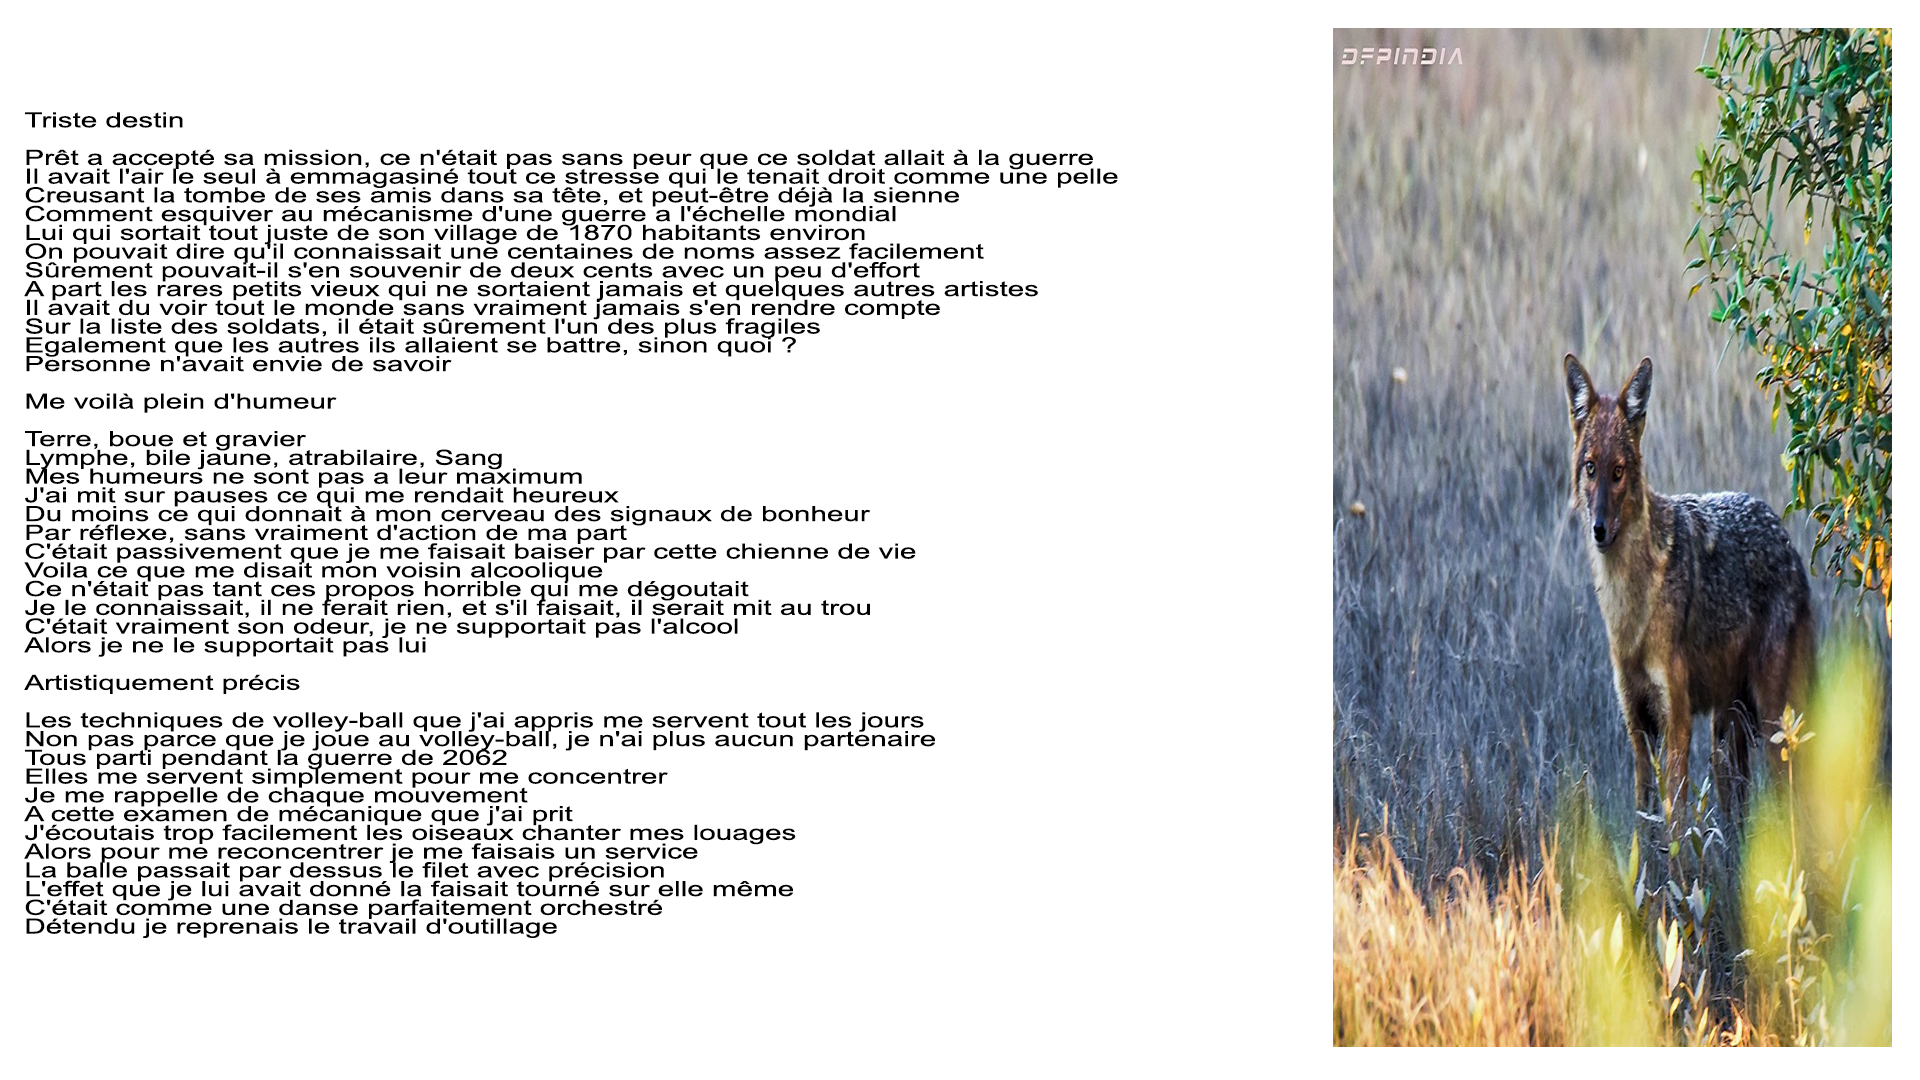 Triste destin
Prêt a accepté sa mission, ce n'était pas sans peur que ce soldat allait à la guerre
Il avait l'air le seul à emmagasiné tout ce stresse qui le tenait droit comme une pelle
Creusant la tombe de ses amis dans sa tête, et peut-être déjà la sienne
Comment esquiver au mécanisme d'une guerre a l'échelle mondial
Lui qui sortait tout juste de son village de 1870 habitants environ
On pouvait dire qu'il connaissait une centaines de noms assez facilement
Sûrement pouvait-il s'en souvenir de deux cents avec un peu d'effort
A part les rares petits vieux qui ne sortaient jamais et quelques autres artistes
Il avait du voir tout le monde sans vraiment jamais s'en rendre compte
Sur la liste des soldats, il était sûrement l'un des plus fragiles
Egalement que les autres ils allaient se battre, sinon quoi ?
Personne n'avait envie de savoir
Me voilà plein d'humeur
Terre, boue et gravier
Lymphe, bile jaune, atrabilaire, Sang
Mes humeurs ne sont pas a leur maximum
J'ai mit sur pauses ce qui me rendait heureux
Du moins ce qui donnait à mon cerveau des signaux de bonheur
Par réflexe, sans vraiment d'action de ma part
C'était passivement que je me faisait baiser par cette chienne de vie
Voila ce que me disait mon voisin alcoolique
Ce n'était pas tant ces propos horrible qui me dégoutait
Je le connaissait, il ne ferait rien, et s'il faisait, il serait mit au trou
C'était vraiment son odeur, je ne supportait pas l'alcool
Alors je ne le supportait pas lui
Artistiquement précis
Les techniques de volley-ball que j'ai appris me servent tout les jours
Non pas parce que je joue au volley-ball, je n'ai plus aucun partenaire
Tous parti pendant la guerre de 2062
Elles me servent simplement pour me concentrer
Je me rappelle de chaque mouvement
A cette examen de mécanique que j'ai prit
J'écoutais trop facilement les oiseaux chanter mes louages
Alors pour me reconcentrer je me faisais un service
La balle passait par dessus le filet avec précision
L'effet que je lui avait donné la faisait tourné sur elle même
C'était comme une danse parfaitement orchestré
Détendu je reprenais le travail d'outillage
DFPINDIA